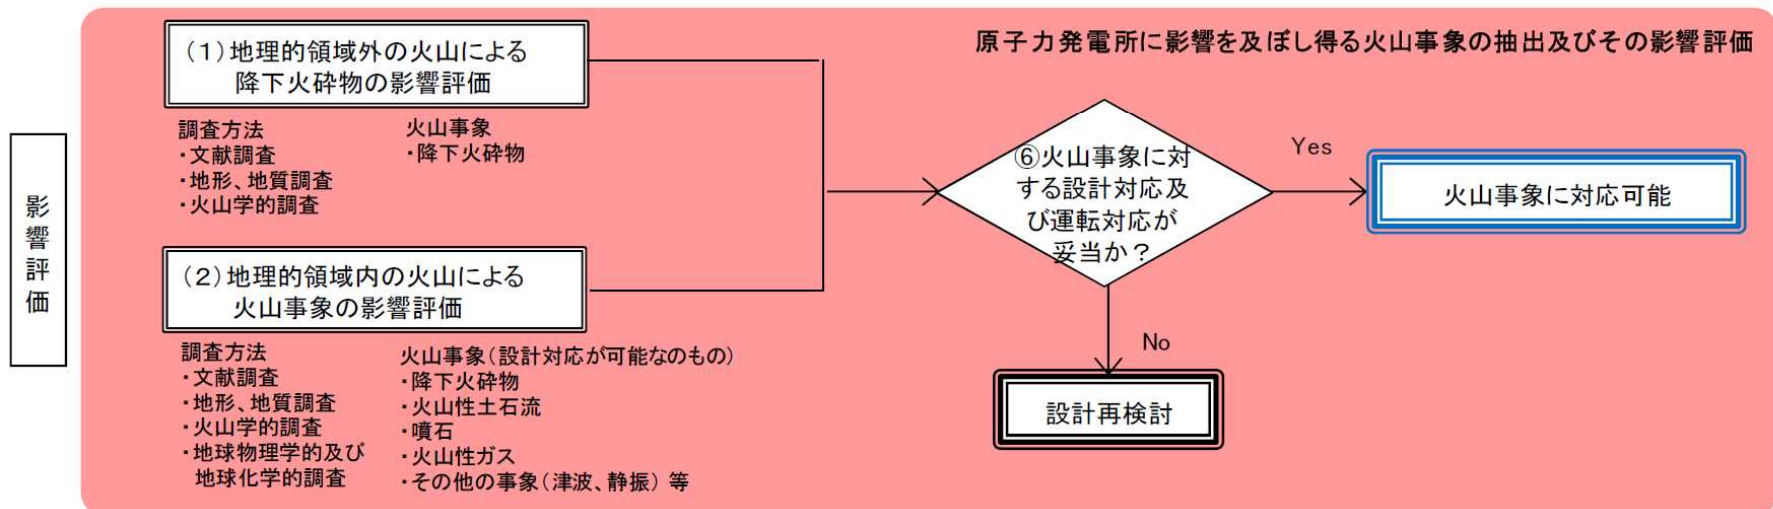 影響評価
原子力発電所に影響を及ぼし得る火山事象の抽出及びその影響評価
（１）地理的領域外の火山による
降下火砕物の影響評価
調査方法
・文献調査
・地形、地質調査
・火山学的調査
火山事象
・降下火砕物
（２）地理的領域内の火山による
火山事象の影響評価
調査方法
・文献調査
・地形、地質調査
・火山学的調査
・地球物理学的及び
地球化学的調査
火山事象（設計対応が可能なのもの）
・降下火砕物
・火山性土石流
・噴石
・火山性ガス
・その他の事象（津波、静振） 等
⑥火山事象に対
する設計対応及
び運転対応が
妥当か？
Yes
火山事象に対応可能
No
設計再検討